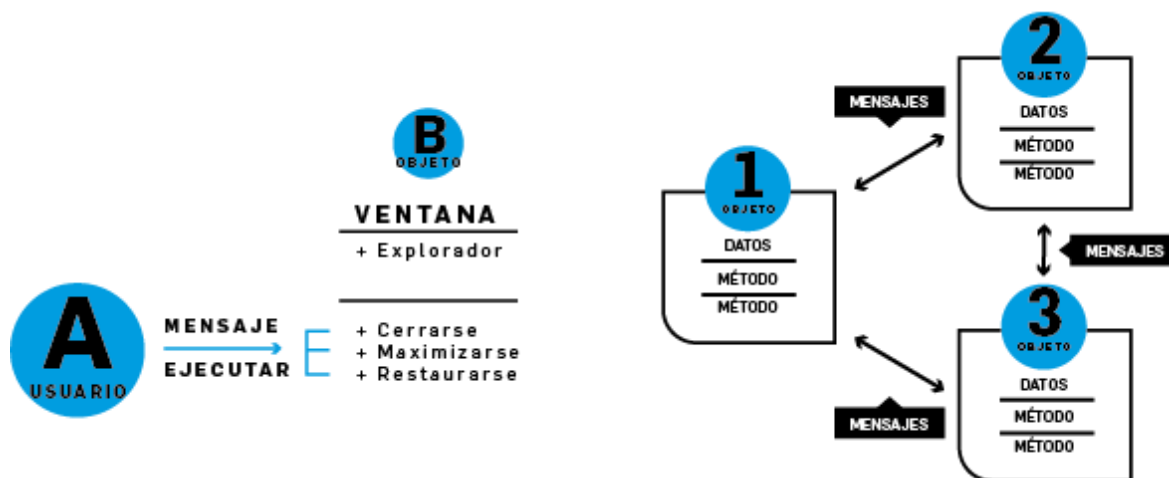 A
USUARIO
MENSAJE
EJECUTAR
B
OBJETO
VENTANA
+ Explorador
+ Cerrarse
+ Maximizarse
+ Restaurarse
1
OBJETO
DATOS
MÉTODO
MÉTODO
MENSAJES
2
OBJETO
DATOS
MÉTODO
MÉTODO
MENSAJES
3
OBJETO
DATOS
MÉTODO
MÉTODO
MENSAJES